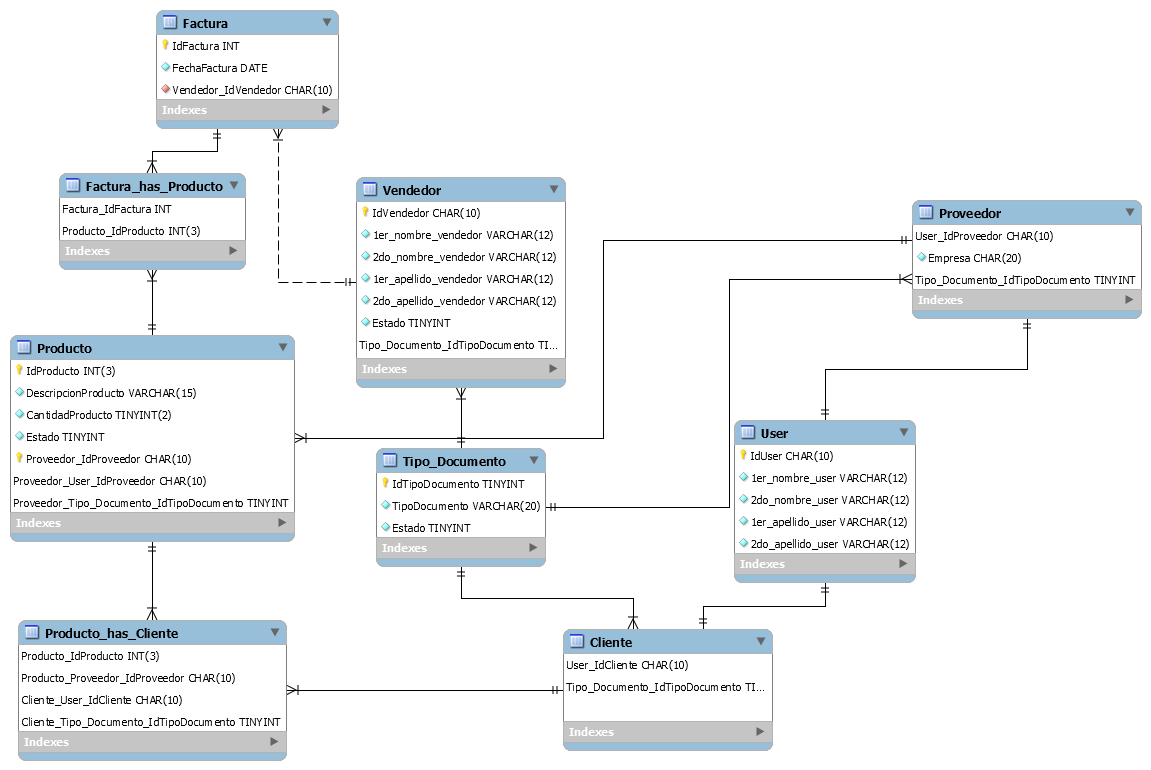 Factura
IdFactura INT
FechaFactura DATE
Vendedor_IdVendedor CHAR(10)
Indexes
Factura_has_Producto
Factura_IdFactura INT
Producto_IdProducto INT(3)
Indexes
Vendedor
IdVendedor CHAR(10)
1er_nombre_vendedor VARCHAR(12)
2do_nombre_vendedor VARCHAR(12)
1er_apellido_vendedor VARCHAR(12)
2do_apellido_vendedor VARCHAR(12)
Estado TINYINT
Tipo_Documento_IdTipoDocumento TI...
Indexes
Proveedor
User_IdProveedor CHAR(10)
Empresa CHAR(20)
Tipo_Documento_IdTipoDocumento TINYINT
Indexes
Producto
IdProducto INT(3)
DescripcionProducto VARCHAR(15)
CantidadProducto TINYINT(2)
Estado TINYINT
Proveedor_IdProveedor CHAR(10)
Proveedor_User_IdProveedor CHAR(10)
Proveedor_Tipo_Documento_IdTipoDocumento TINYINT
Indexes
Tipo_Documento
IdTipoDocumento TINYINT
TipoDocumento VARCHAR(20)
Estado TINYINT
Indexes
User
IdUser CHAR(10)
1er_nombre_user VARCHAR(12)
2do_nombre_user VARCHAR(12)
1er_apellido_user VARCHAR(12)
2do_apellido_user VARCHAR(12)
Indexes
Producto_has_Cliente
Producto_IdProducto INT(3)
Producto_Proveedor_IdProveedor CHAR(10)
Cliente_User_IdCliente CHAR(10)
Cliente_Tipo_Documento_IdTipoDocumento TINYINT
Indexes
Cliente
User_IdCliente CHAR(10)
Tipo_Documento_IdTipoDocumento TI...
Indexes